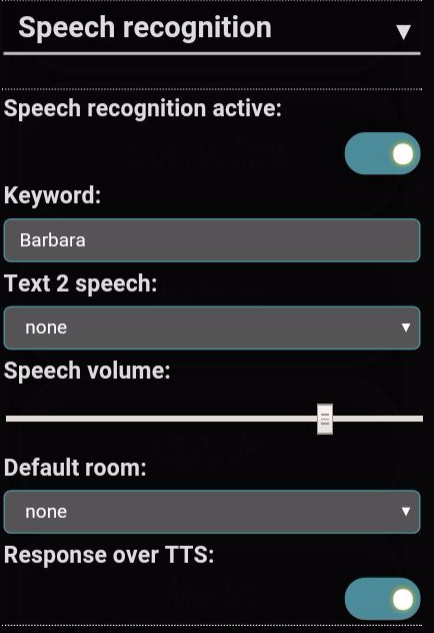 Speech recognition
Speech recognition active:
Keyword:
Barbara
Text 2 speech:
none
Speech volume:
Default room:
none
Response over TTS: